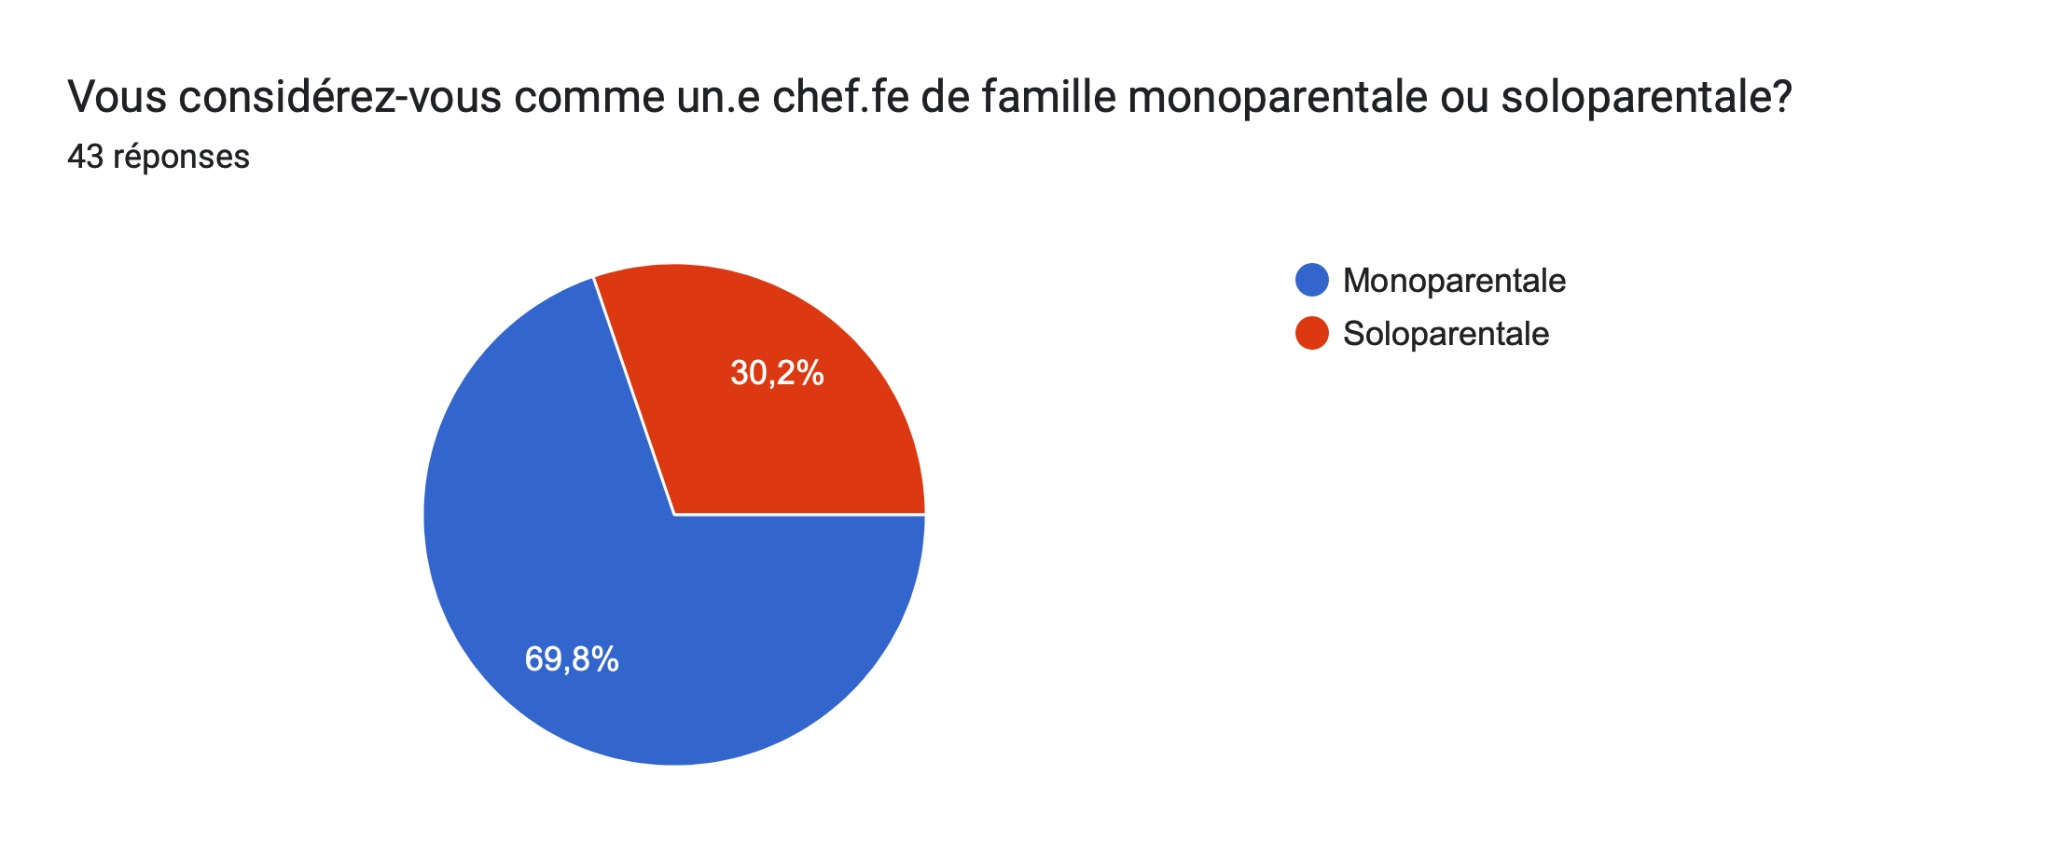 Vous considérez-vous comme un.e chef.fe de famille monoparentale ou soloparentale?
43 réponses
Monoparentale
Soloparentale
30,2%
69,8%